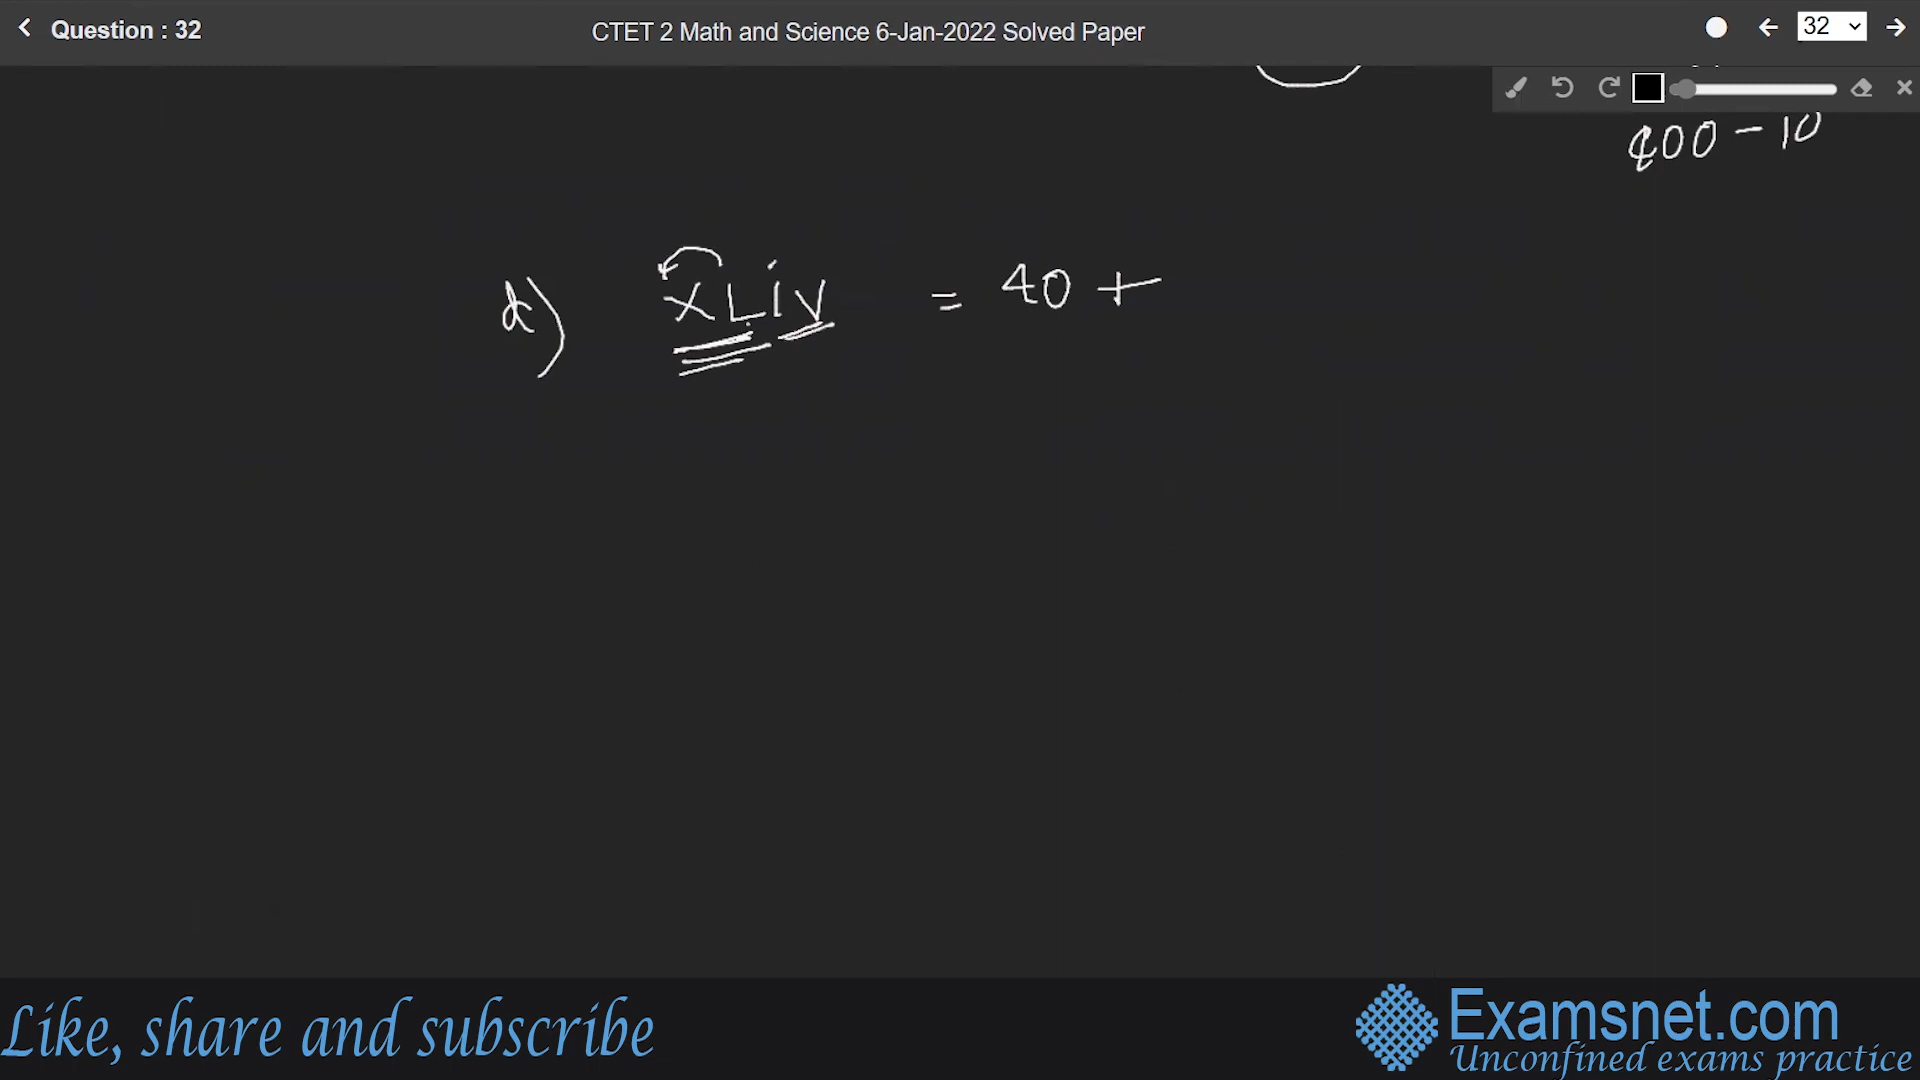 Question : 32
CTET 2 Math and Science 6-Jan-2022 Solved Paper
32
400 - 10
d) XLiV = 40 +
Like, share and subscribe
Examsnet.com
Unconfined exams practice